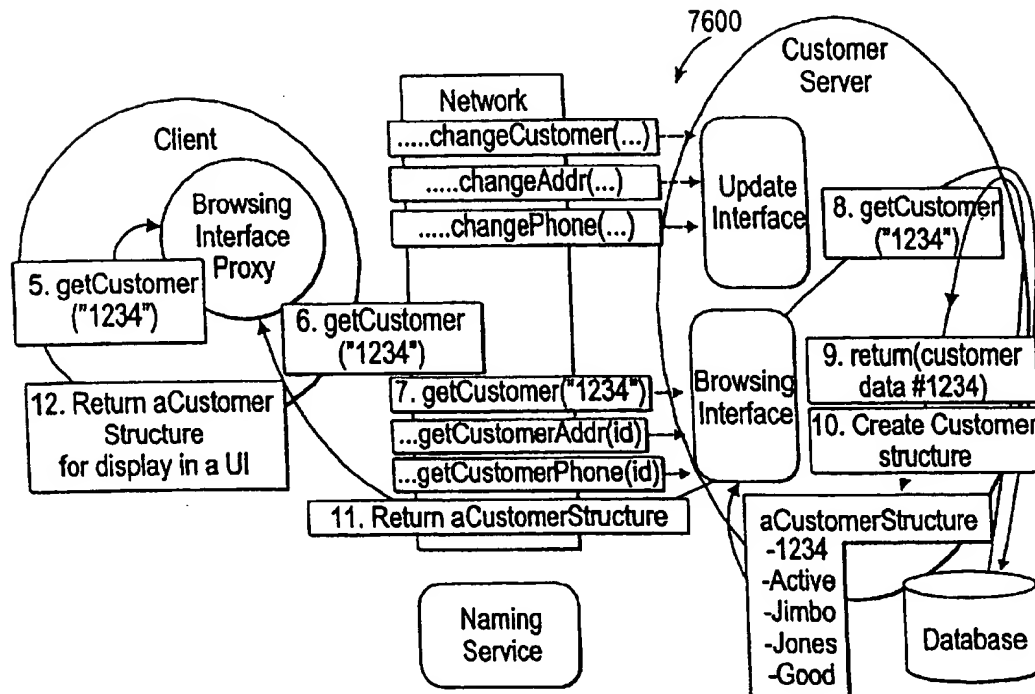 7600
Customer
Server
Network
Client
.....changeCustomer(...)
.....changeAddr(...)
.....changePhone(...)
Update
Interface
Browsing
Interface
Proxy
8. getCustomer
("1234")
5. getCustomer
("1234")
6. getCustomer
("1234")
7. getCustomer("1234")
...getCustomerAddr(id)
...getCustomerPhone(id)
Browsing
Interface
9. return(customer
data #1234)
10. Create Customer
structure
12. Return aCustomer
Structure
for display in a UI
11. Return aCustomerStructure
aCustomerStructure
-1234
-Active
-Jimbo
-Jones
-Good
Database
Naming
Service